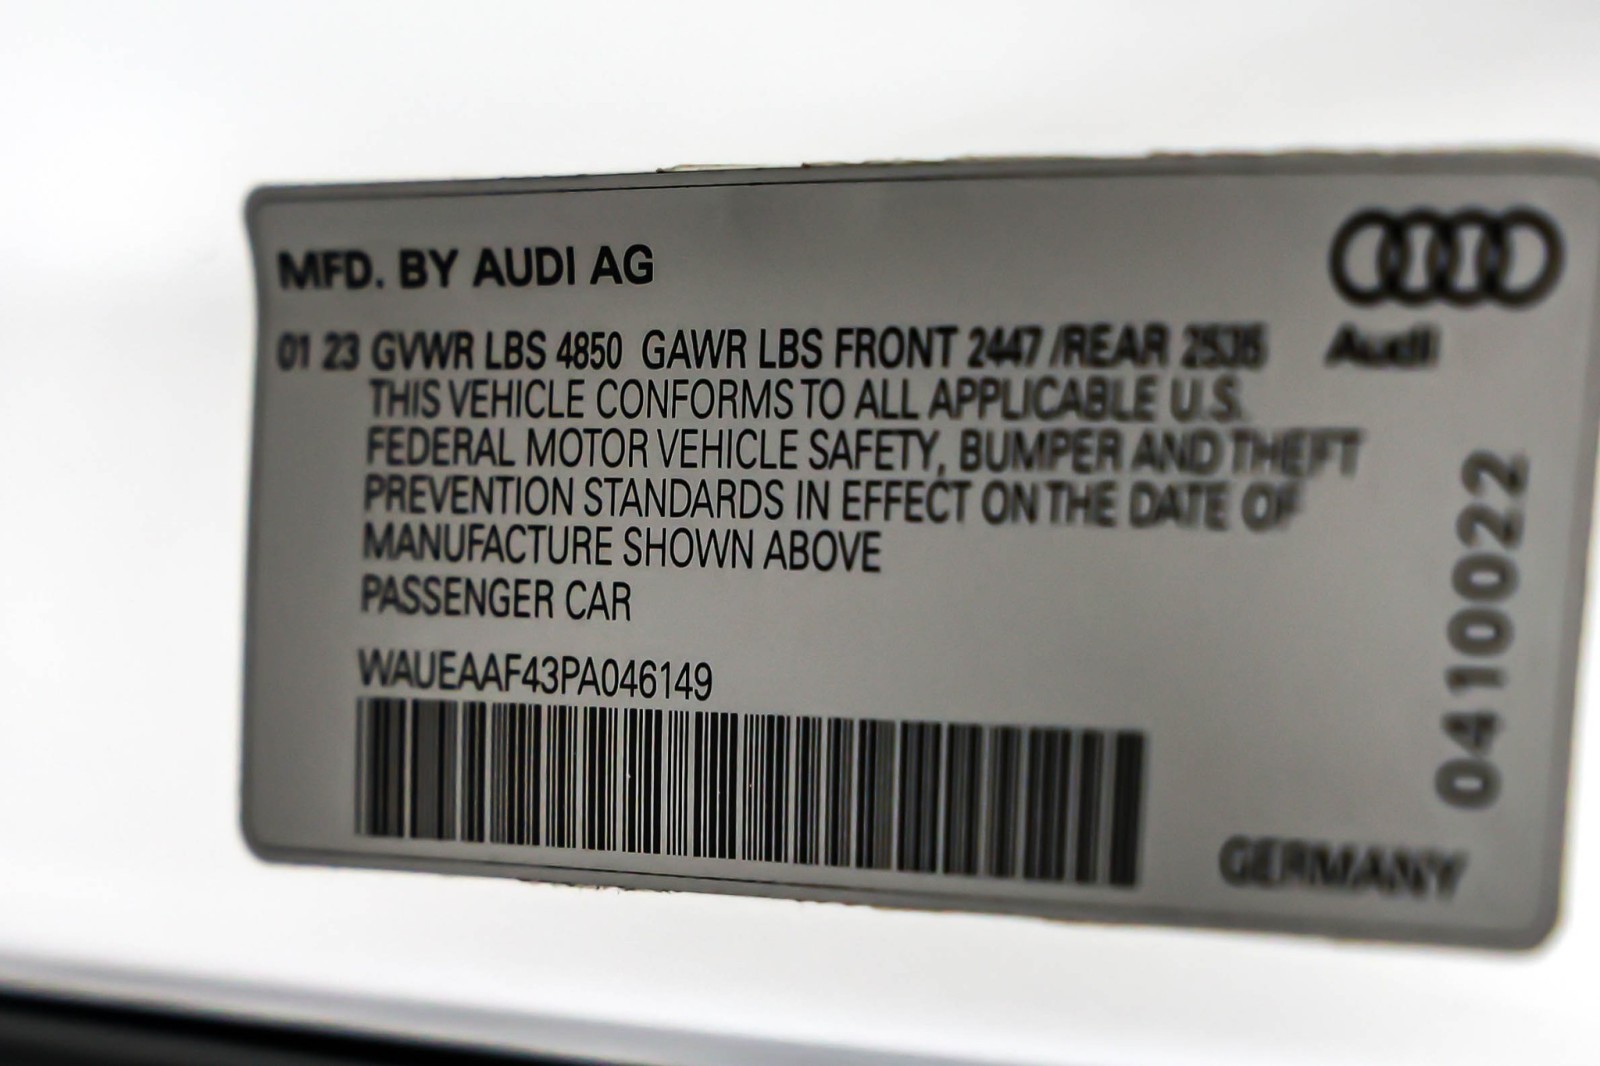 MFD. BY AUDI AG
01 23 GVWR LBS 4850 GAWR LBS FRONT 2447 /REAR 2535
Audi
THIS VEHICLE CONFORMS TO ALL APPLICABLE U.S.
FEDERAL MOTOR VEHICLE SAFETY, BUMPER AND THEFT
PREVENTION STANDARDS IN EFFECT ON THE DATE OF
MANUFACTURE SHOWN ABOVE
PASSENGER CAR
WAUEAAF43PA046149
GERMANY
0410022